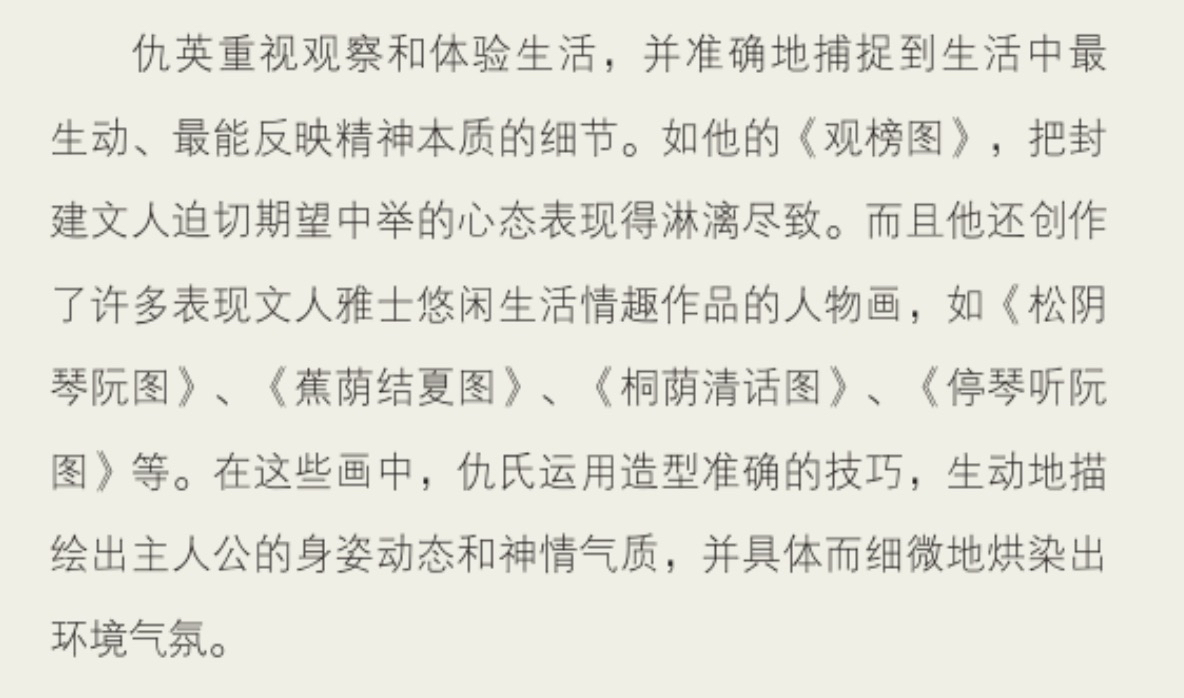 仇英重视观察和体验生活，并准确地捕捉到生活中最
生动、最能反映精神本质的细节。如他的《观榜图》，把封
建文人迫切期望中举的心态表现得淋漓尽致。而且他还创作
了许多表现文人雅士悠闲生活情趣作品的人物画，如《松阴
琴阮图》、《蕉荫结夏图》、《桐荫清话图》、《停琴听阮
图》等。在这些画中，仇氏运用造型准确的技巧，生动地描
绘出主人公的身姿动态和神情气质，并具体而细微地烘染出
环境气氛。